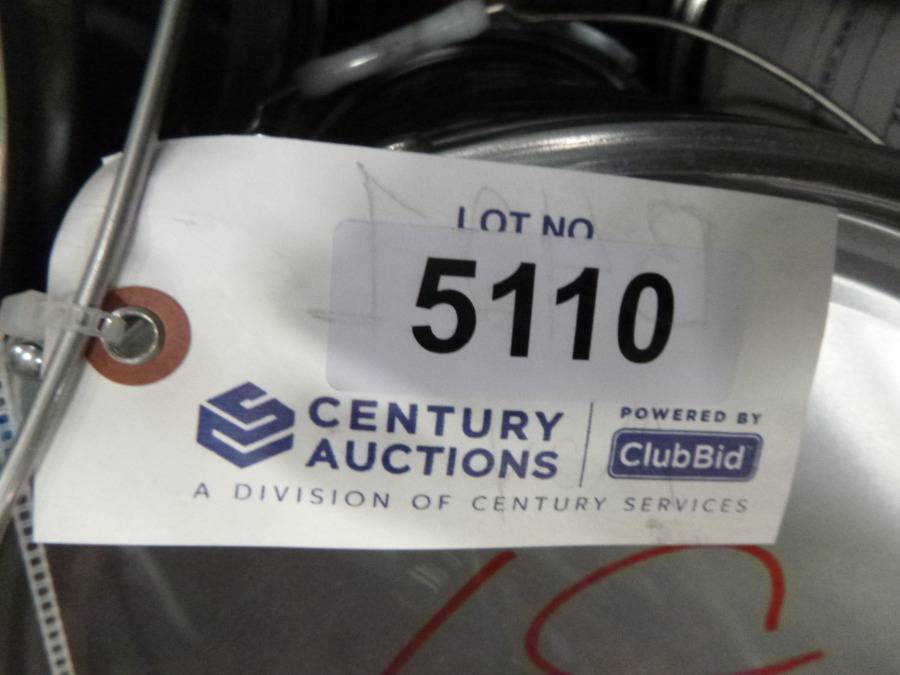 LOT NO
5110
CENTURY
AUCTIONS
POWERED BY
ClubBid
A DIVISION OF CENTURY SERVICES